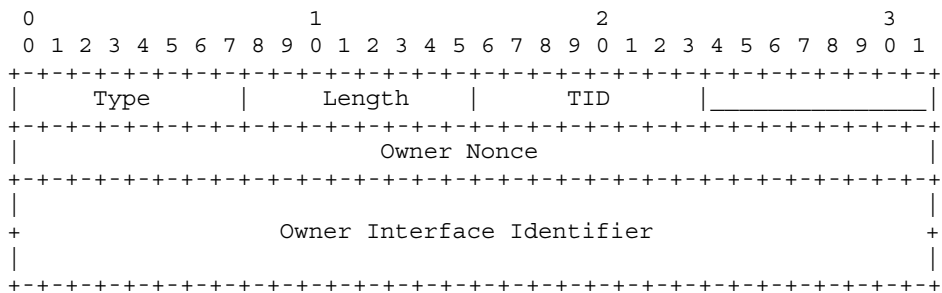 0                   1                   2                   3
 0 1 2 3 4 5 6 7 8 9 0 1 2 3 4 5 6 7 8 9 0 1 2 3 4 5 6 7 8 9 0 1
+-+-+-+-+-+-+-+-+-+-+-+-+-+-+-+-+-+-+-+-+-+-+-+-+-+-+-+-+-+-+-+-+
|     Type      |    Length     |      TID      |_______________|
+-+-+-+-+-+-+-+-+-+-+-+-+-+-+-+-+-+-+-+-+-+-+-+-+-+-+-+-+-+-+-+-+
|                         Owner Nonce                           |
+-+-+-+-+-+-+-+-+-+-+-+-+-+-+-+-+-+-+-+-+-+-+-+-+-+-+-+-+-+-+-+-+
|                                                               |
+                  Owner Interface Identifier                   +
|                                                               |
+-+-+-+-+-+-+-+-+-+-+-+-+-+-+-+-+-+-+-+-+-+-+-+-+-+-+-+-+-+-+-+-+